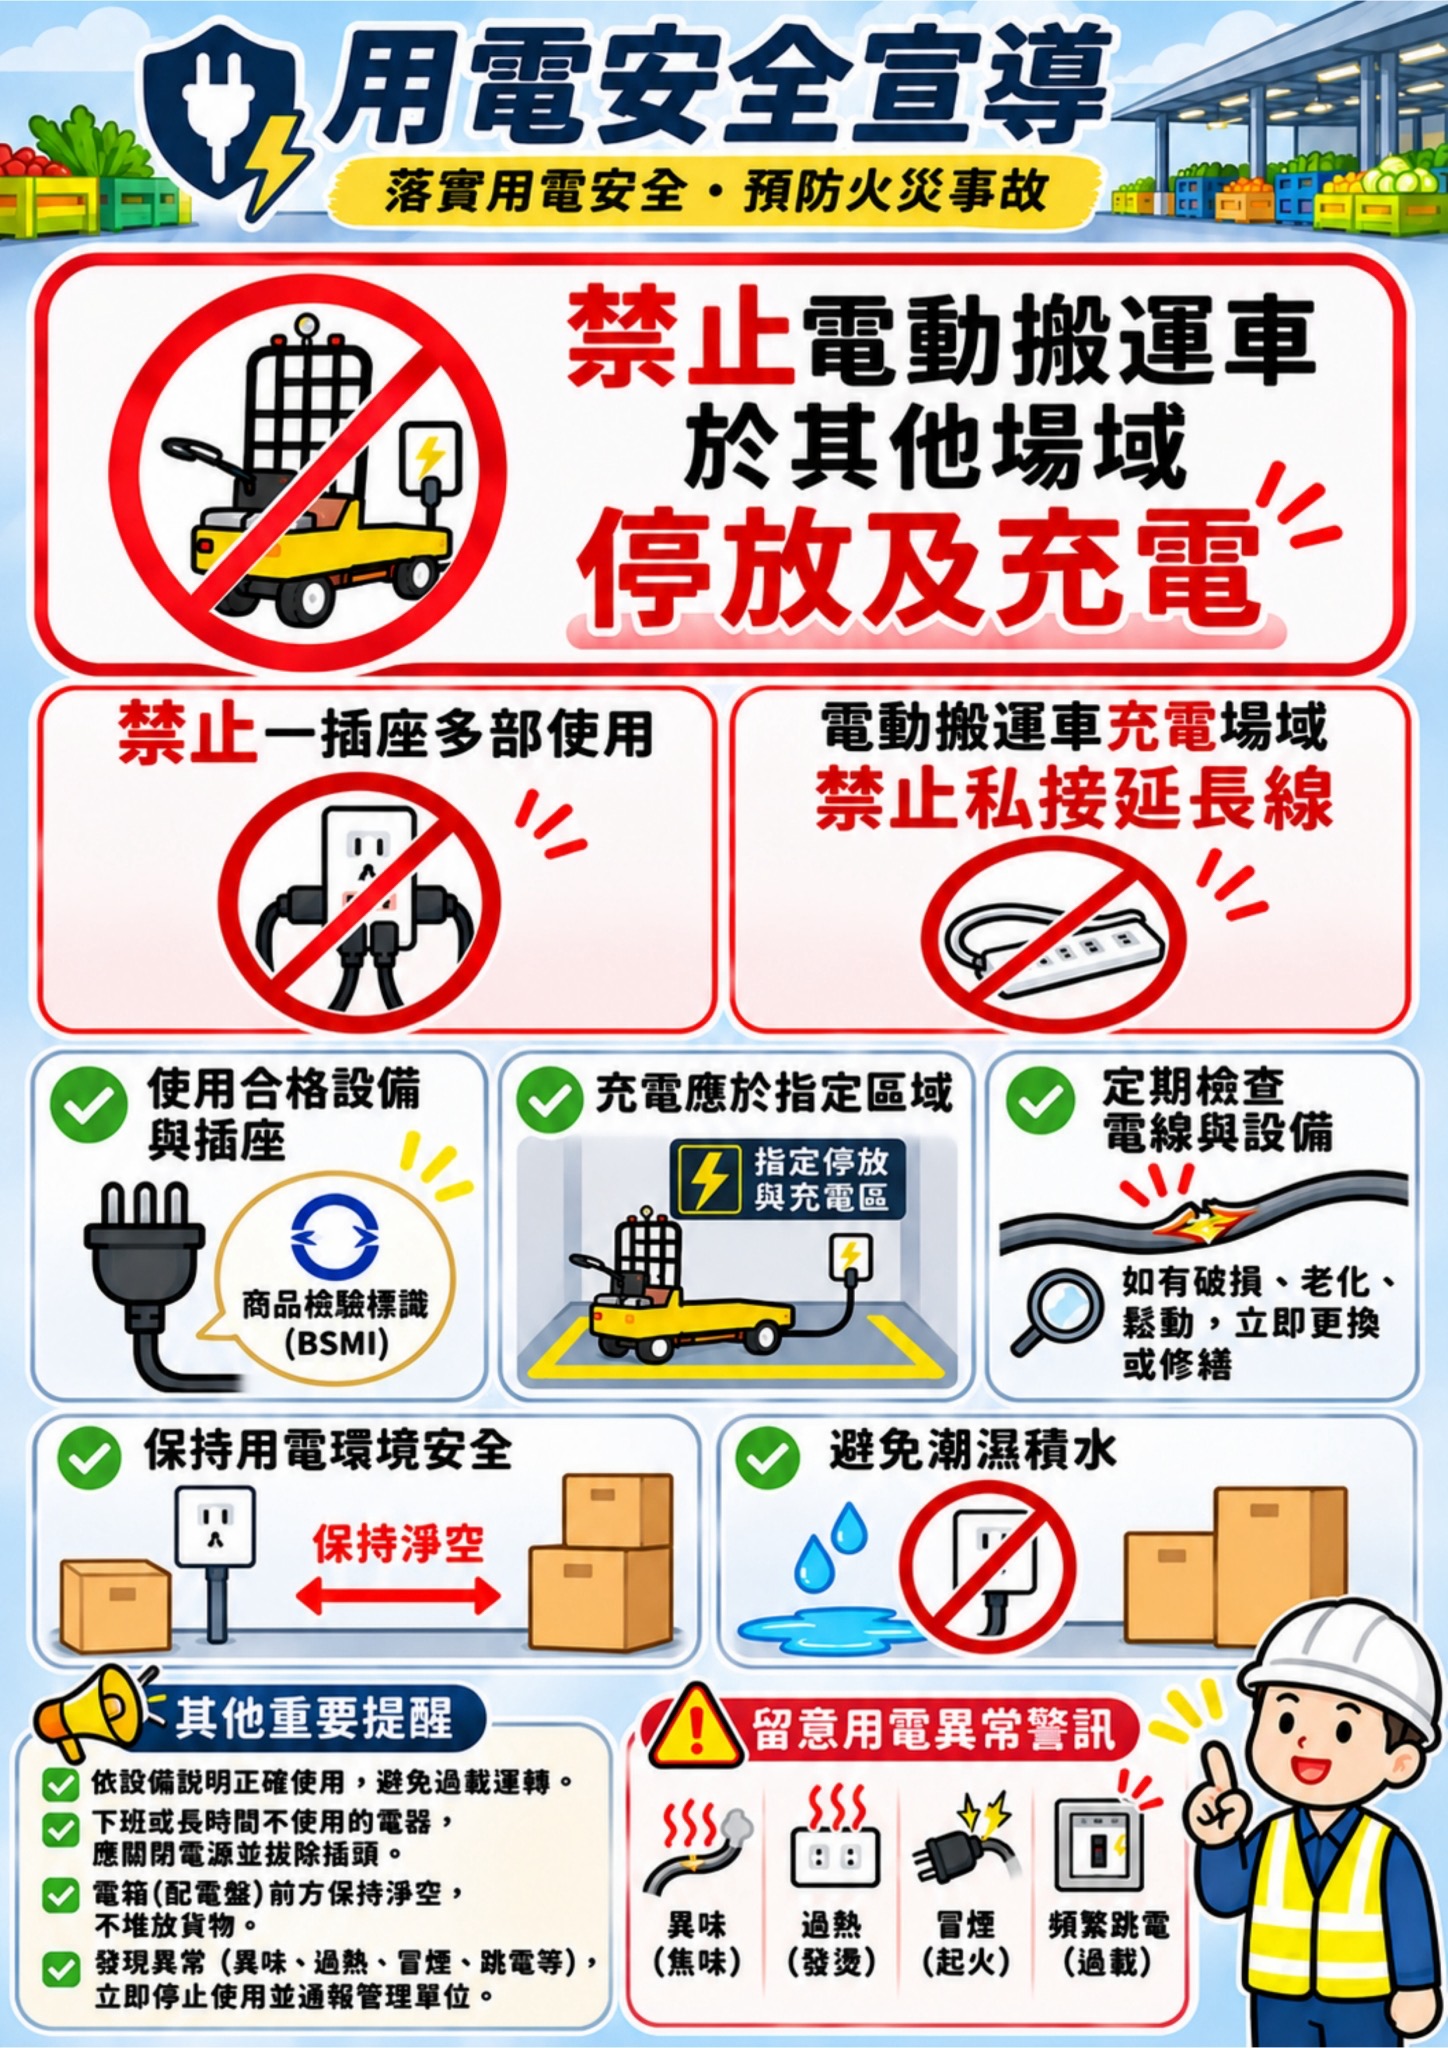 用電安全宣導
落實用電安全・預防火災事故
禁止電動搬運車
於其他場域
停放及充電
禁止一插座多部使用
電動搬運車充電場域
禁止私接延長線
使用合格設備
與插座
商品檢驗標識
(BSMI)
充電應於指定區域
指定停放
與充電區
定期檢查
電線與設備
如有破損、老化、
鬆動，立即更換
或修繕
保持用電環境安全
保持淨空
避免潮濕積水
其他重要提醒
依設備說明正確使用，避免過載運轉。
下班或長時間不使用的電器，
應關閉電源並拔除插頭。
電箱(配電盤)前方保持淨空，
不堆放貨物。
發現異常（異味、過熱、冒煙、跳電等），
立即停止使用並通報管理單位。
留意用電異常警訊
異味
(焦味)
過熱
(發燙)
冒煙
(起火)
頻繁跳電
(過載)